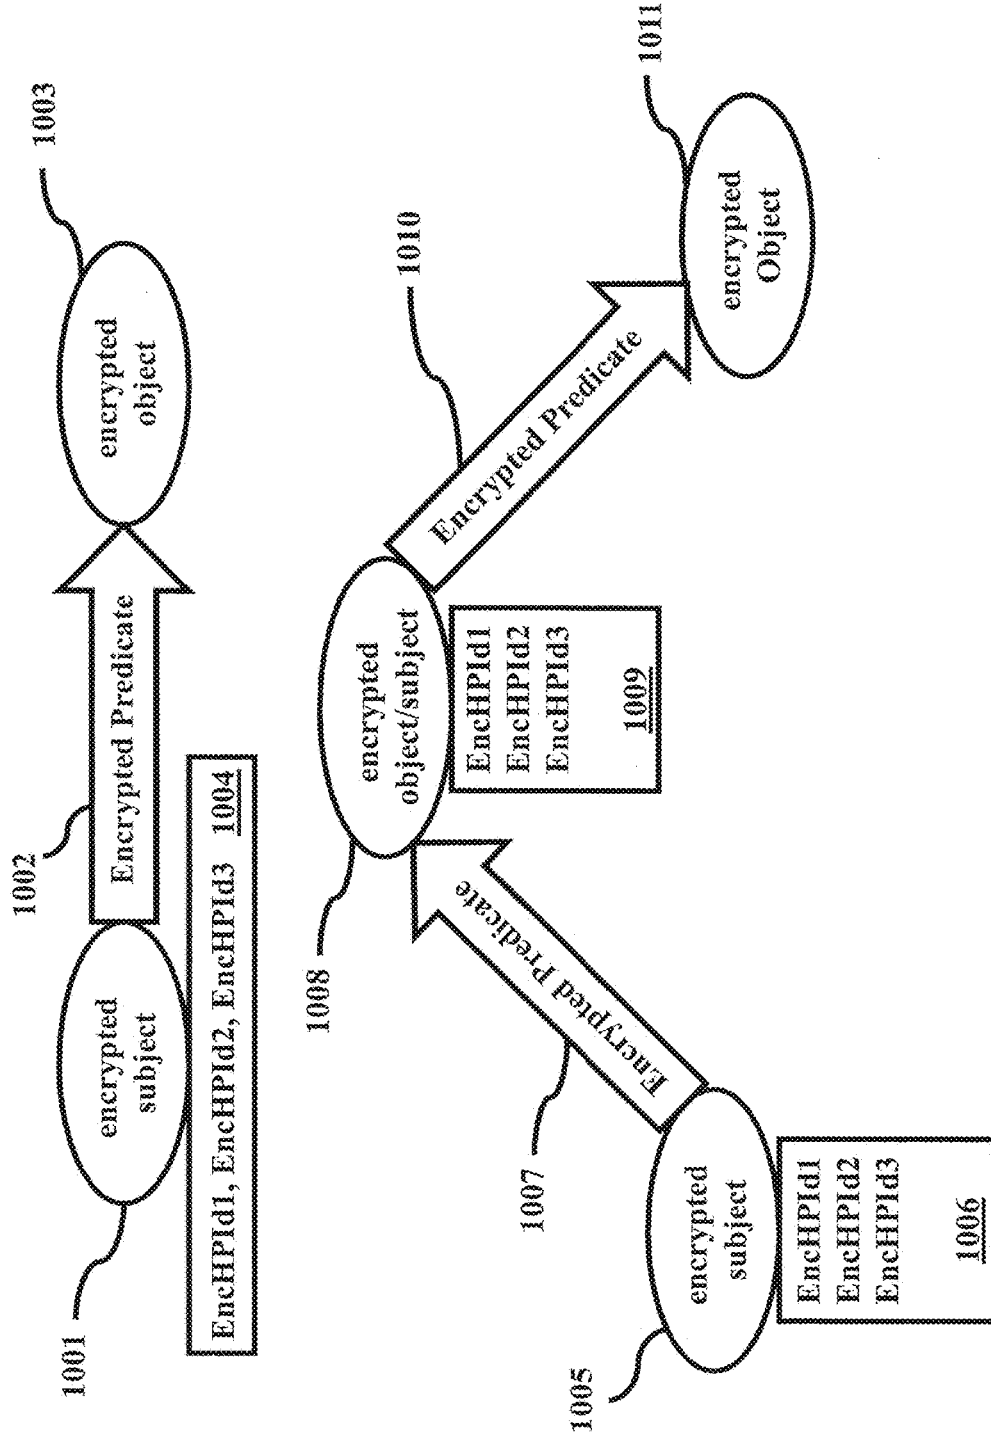 1001
encrypted
subject
1002
Encrypted Predicate
1003
encrypted
object
EncHPId1, EncHPId2, EncHPId3 1004
1005
encrypted
subject
EncHPId1
EncHPId2
EncHPId3
1006
1007
Encrypted Predicate
1008
encrypted
object/subject
EncHPId1
EncHPId2
EncHPId3
1009
1010
Encrypted Predicate
1011
encrypted
Object